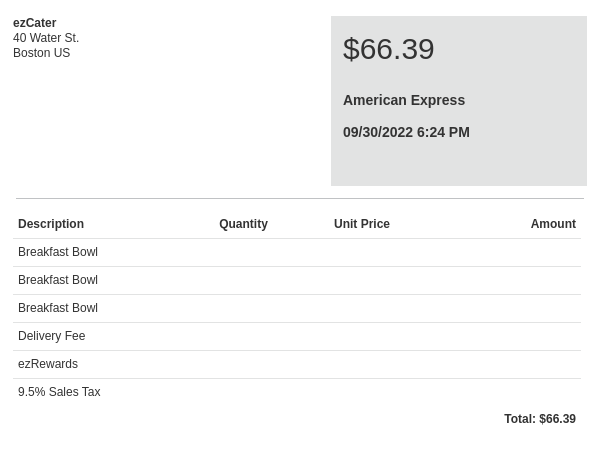 ezCater
40 Water St.
Boston US
$66.39
American Express
09/30/2022 6:24 PM
Description Quantity Unit Price Amount
Breakfast Bowl
Breakfast Bowl
Breakfast Bowl
Delivery Fee
ezRewards
9.5% Sales Tax
Total: $66.39